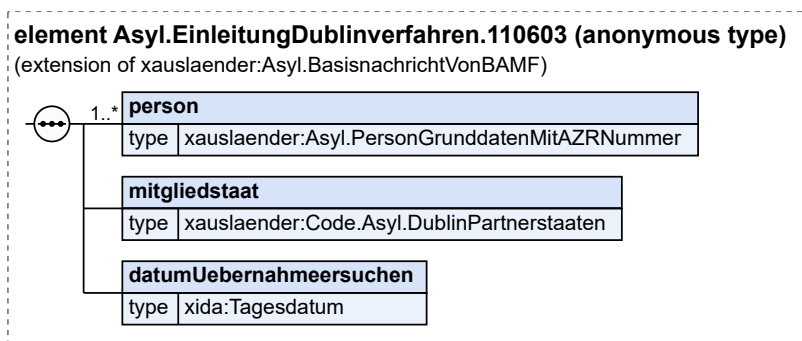 element Asyl.EinleitungDublinverfahren.110603 (anonymous type)
(extension of xauslaender:Asyl.BasisnachrichtVonBAMF)
1..* person
type xauslaender:Asyl.PersonGrunddatenMitAZRNummer
mitgliedstaat
type xauslaender:Code.Asyl.DublinPartnerstaaten
datumUebernahmeersuchen
type xida:Tagesdatum